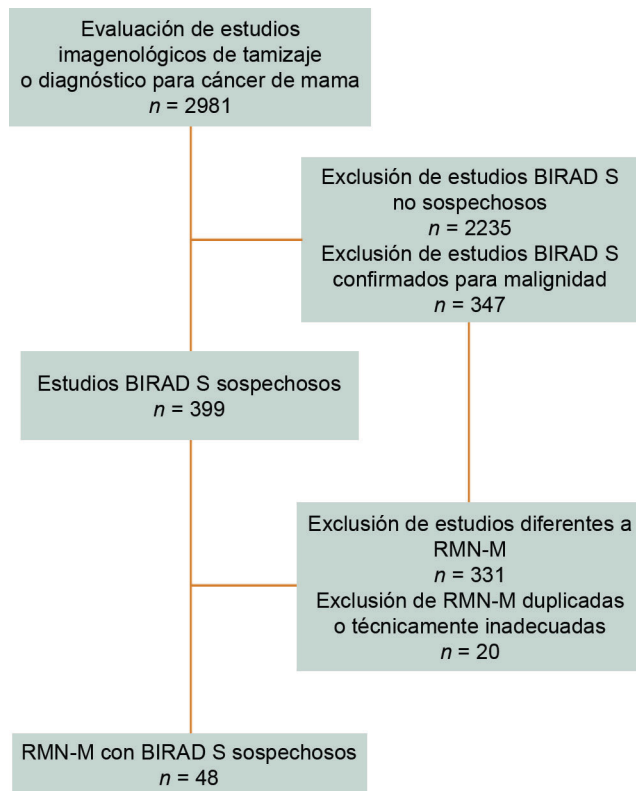 Evaluación de estudios
imagenológicos de tamizaje
o diagnóstico para cáncer de mama
n = 2981
Exclusión de estudios BIRAD S
no sospechosos
n = 2235
Exclusión de estudios BIRAD S
confirmados para malignidad
n = 347
Estudios BIRAD S sospechosos
n = 399
Exclusión de estudios diferentes a
RMN-M
n = 331
Exclusión de RMN-M duplicadas
o técnicamente inadecuadas
n = 20
RMN-M con BIRAD S sospechosos
n = 48